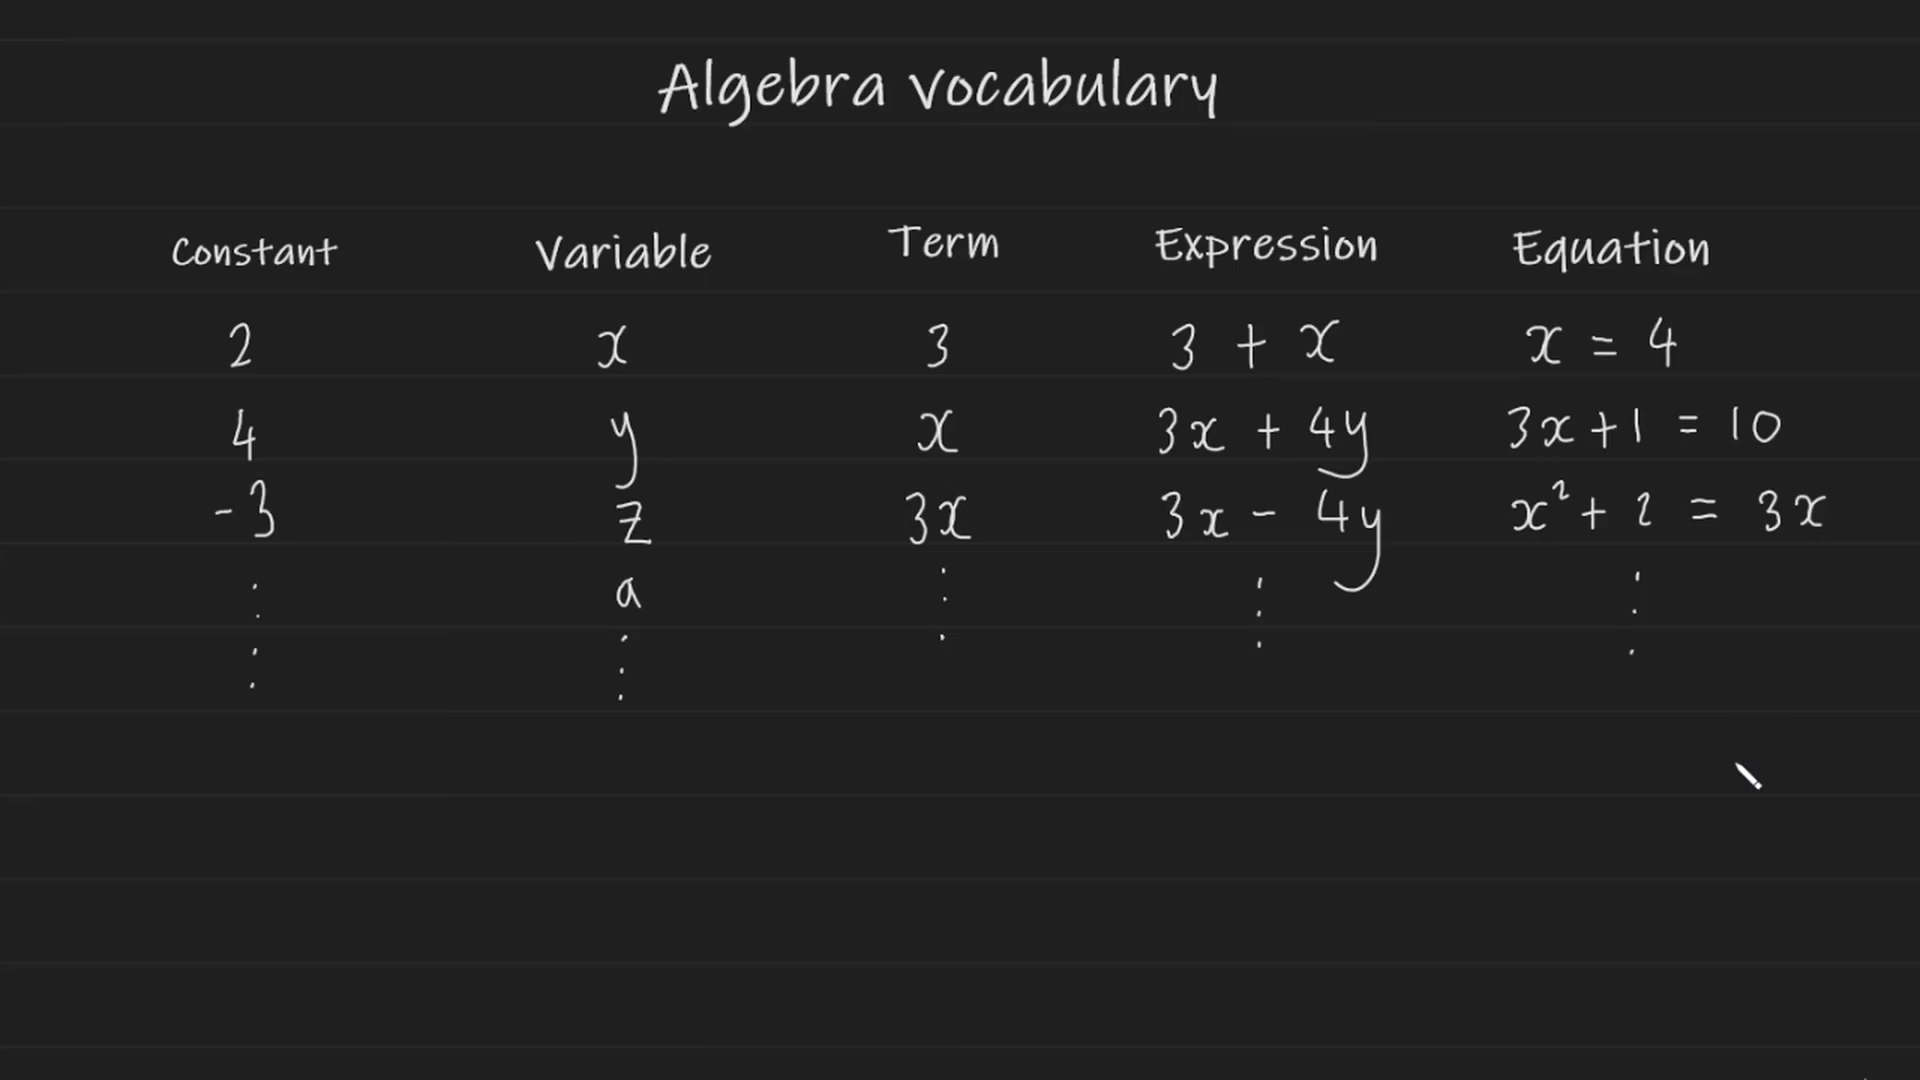 Algebra vocabulary
Constant Variable Term Expression Equation
2 x 3 3 + x x = 4
4 y x 3x + 4y 3x + 1 = 10
-3 z 3x 3x - 4y x² + 2 = 3x
a